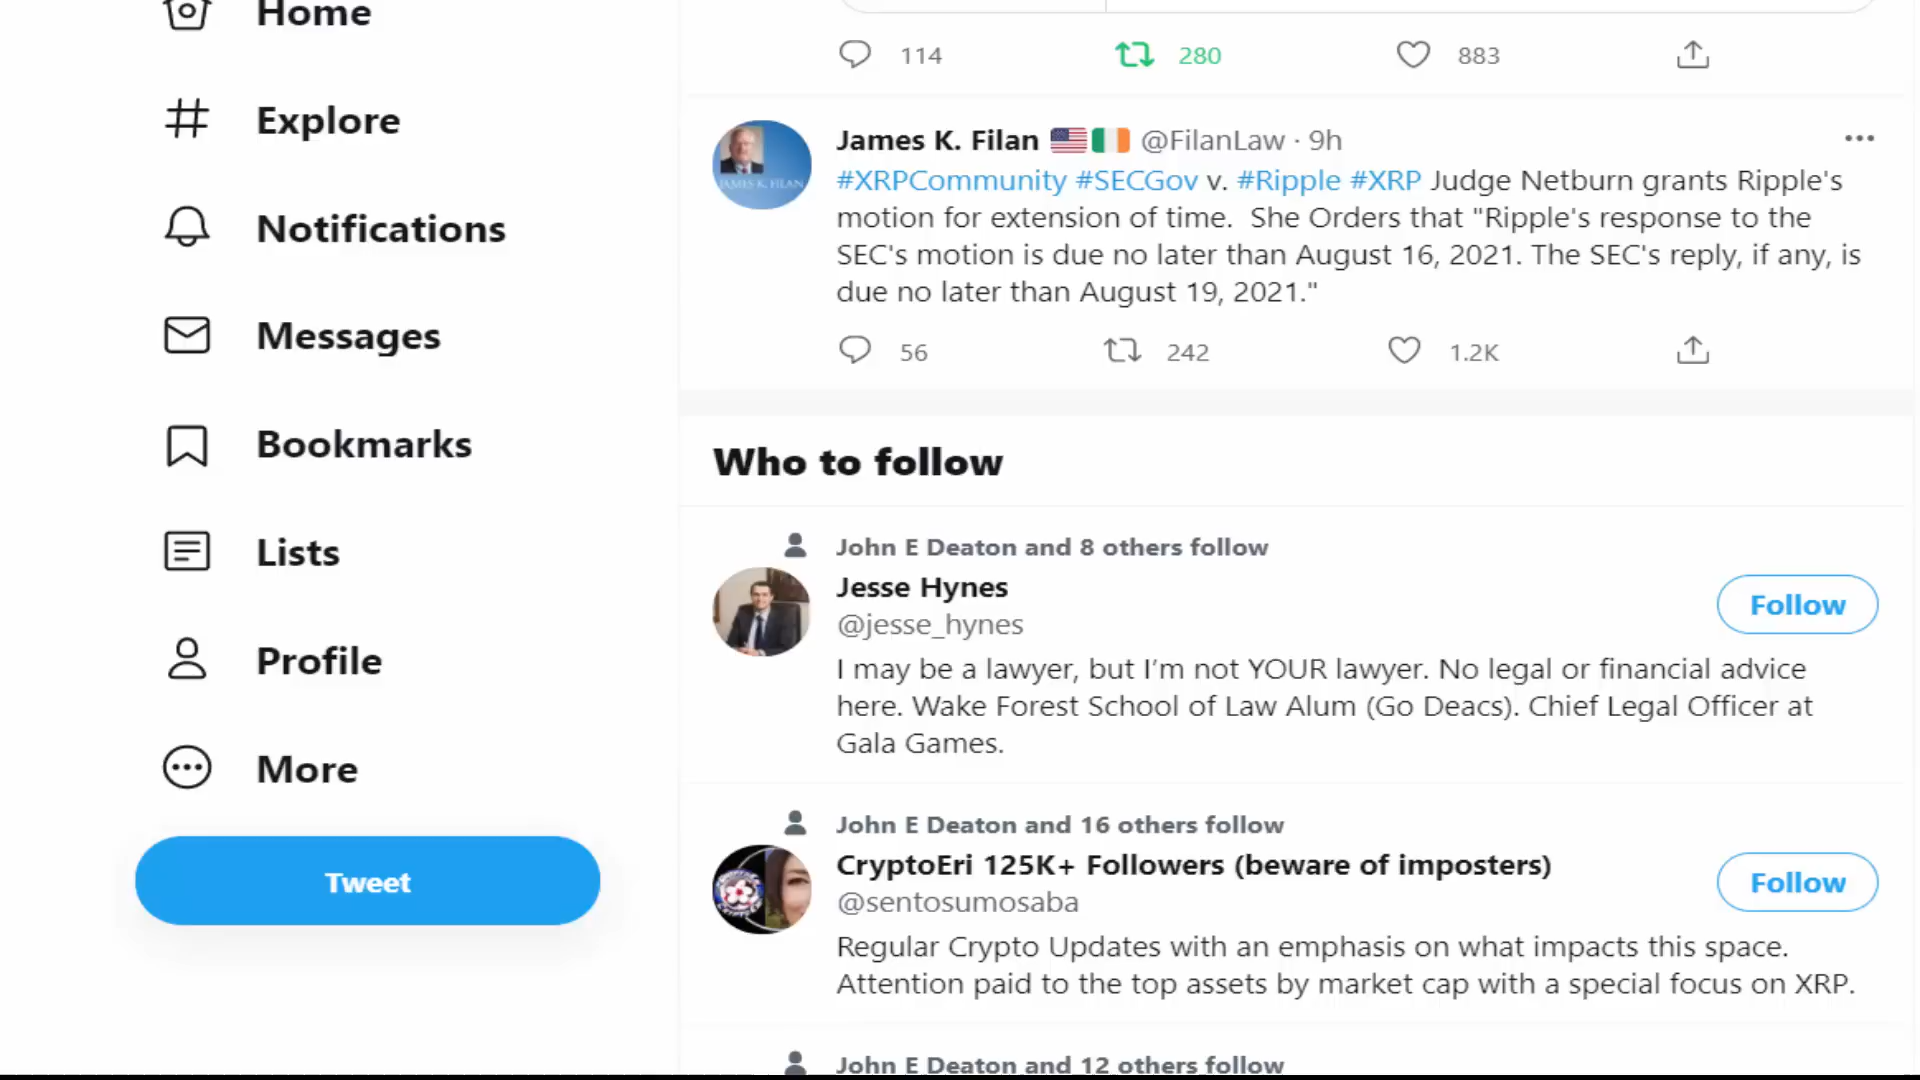 Home
Explore
Notifications
Messages
Bookmarks
Lists
Profile
More
Tweet
114 280 883
James K. Filan @FilanLaw · 9h
#XRPCommunity #SECGov v. #Ripple #XRP Judge Netburn grants Ripple's
motion for extension of time. She Orders that "Ripple's response to the
SEC's motion is due no later than August 16, 2021. The SEC's reply, if any, is
due no later than August 19, 2021."
56 242 1.2K
JAMES K. FILAN
Who to follow
John E Deaton and 8 others follow
Jesse Hynes
@jesse_hynes
Follow
I may be a lawyer, but I’m not YOUR lawyer. No legal or financial advice
here. Wake Forest School of Law Alum (Go Deacs). Chief Legal Officer at
Gala Games.
John E Deaton and 16 others follow
CryptoEri 125K+ Followers (beware of imposters)
@sentosumosaba
Follow
Regular Crypto Updates with an emphasis on what impacts this space.
Attention paid to the top assets by market cap with a special focus on XRP.
John E Deaton and 12 others follow